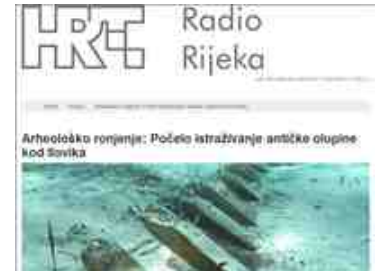 HRT
Radio
Rijeka
Arheološko ronjenje: Počelo istraživanje antičke olupine
kod Ilovika